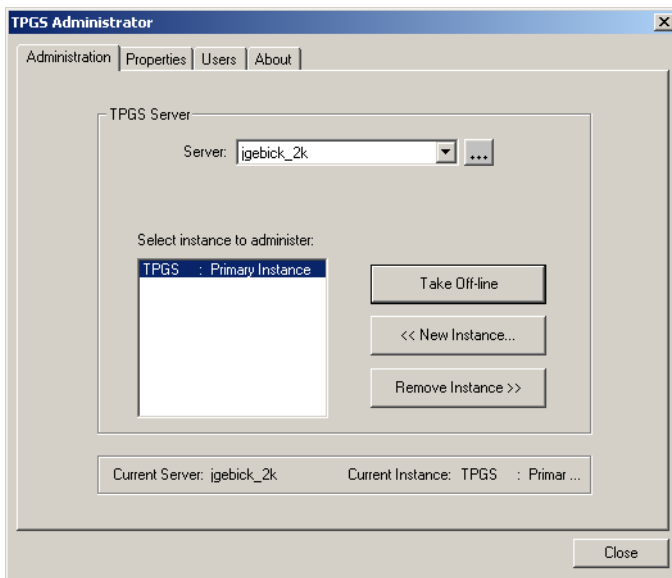 TPGS Administrator
Administration Properties Users About
TPGS Server
Server: jgebick_2k ...
Select instance to administer:
TPGS : Primary Instance
Take Off-line
<< New Instance...
Remove Instance >>
Current Server: jgebick_2k Current Instance: TPGS : Primar ...
Close